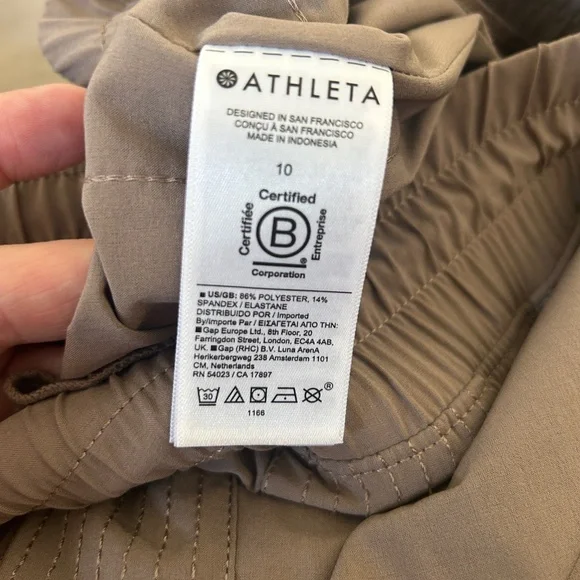 ATHLETA
DESIGNED IN SAN FRANCISCO
CONÇU À SAN FRANCISCO
MADE IN INDONESIA
10
Certified
Certifiée
B
®
Entreprise
Corporation
■ US/GB: 86% POLYESTER, 14%
SPANDEX / ELASTANE
DISTRIBUIDO POR / Imported
By/Importe Par / ΕΙΣΑΓΕΤΑΙ ΑΠΟ ΤΗΝ:
■ Gap Europe Ltd., 8th Floor, 20
Farringdon Street, London, EC4A 4AB,
UK. ■ Gap (RHC) B.V. Luna ArenA
Herikerbergweg 238 Amsterdam 1101
CM, Netherlands
RN 54023 / CA 17897
30 ®
1166